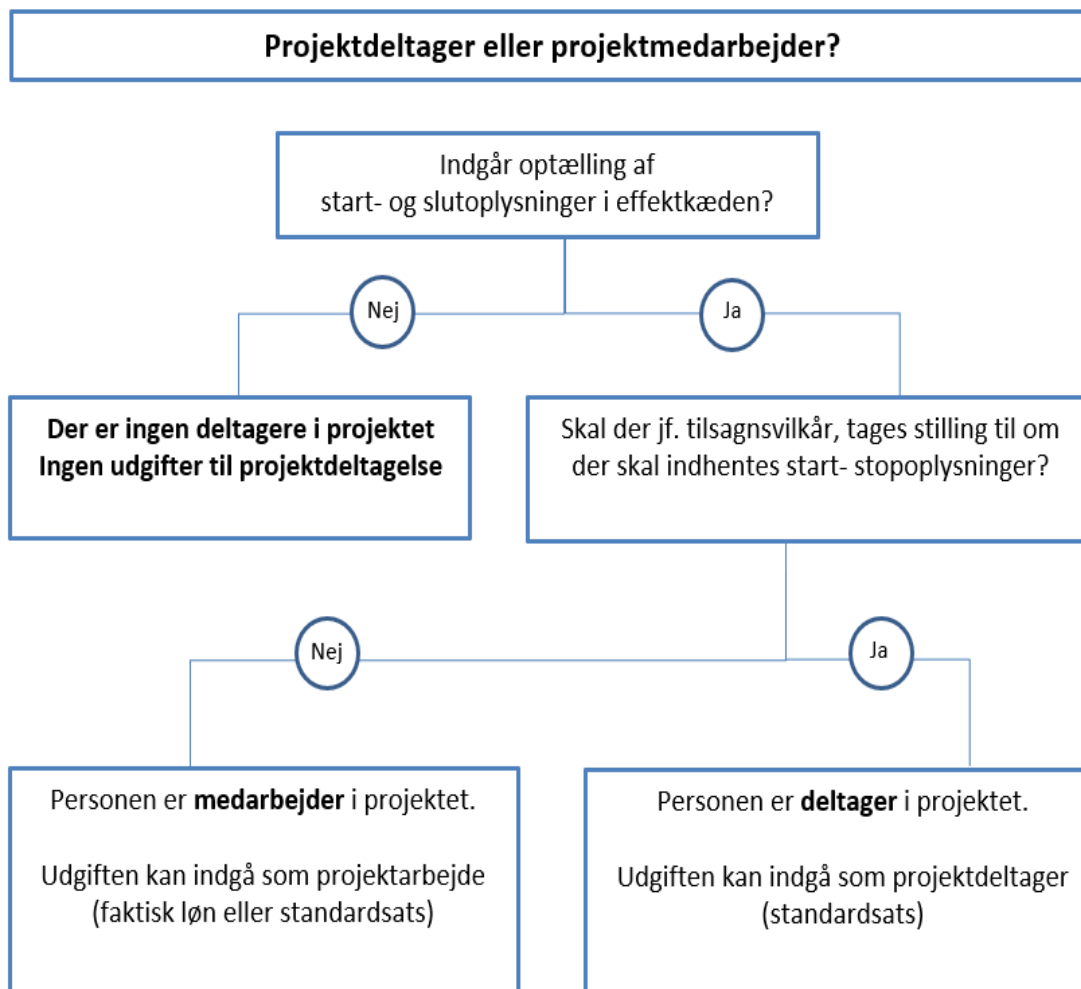 Projektdeltager eller projektmedarbejder?
Indgår optælling af
start- og slutoplysninger i effektkæden?
Nej
Ja
Der er ingen deltagere i projektet
Ingen udgifter til projektdeltagelse
Skal der jf. tilsagnsvilkår, tages stilling til om
der skal indhentes start- stopoplysninger?
Nej
Ja
Personen er medarbejder i projektet.
Udgiften kan indgå som projektarbejde
(faktisk løn eller standardsats)
Personen er deltager i projektet.
Udgiften kan indgå som projektdeltager
(standardsats)